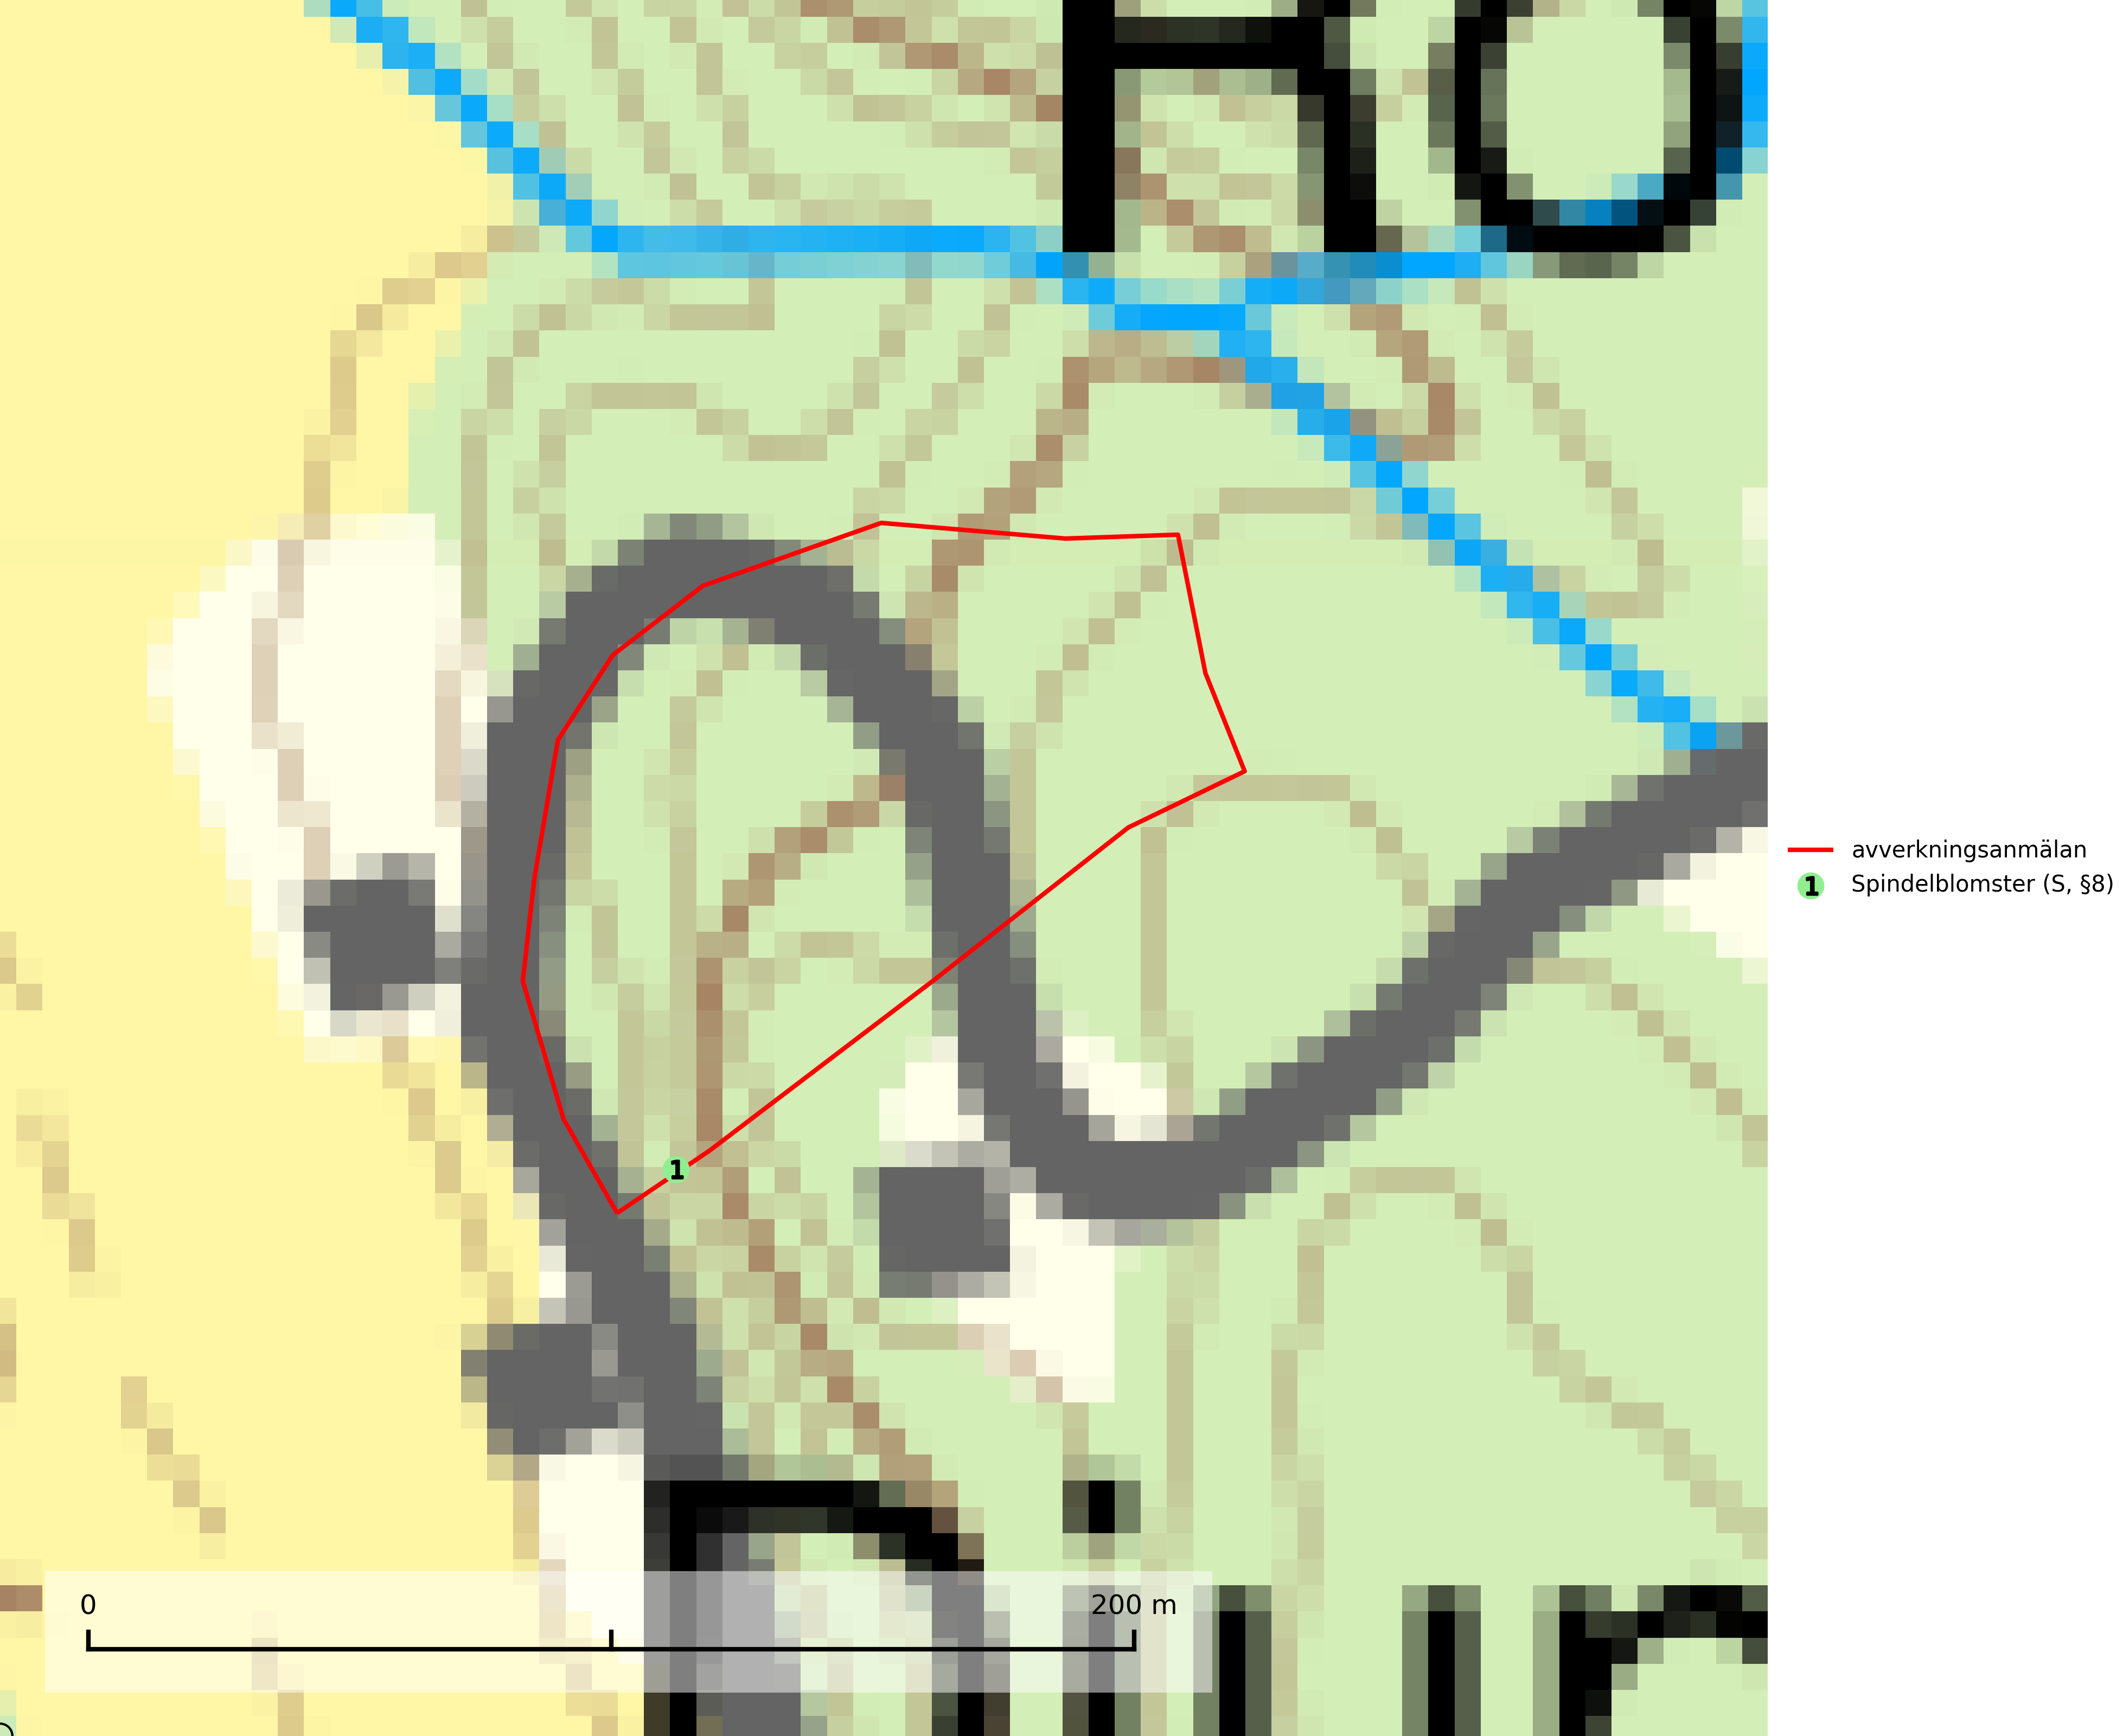 avverkningsanmälan
1 Spindelblomster (S, §8)
1
0 200 m